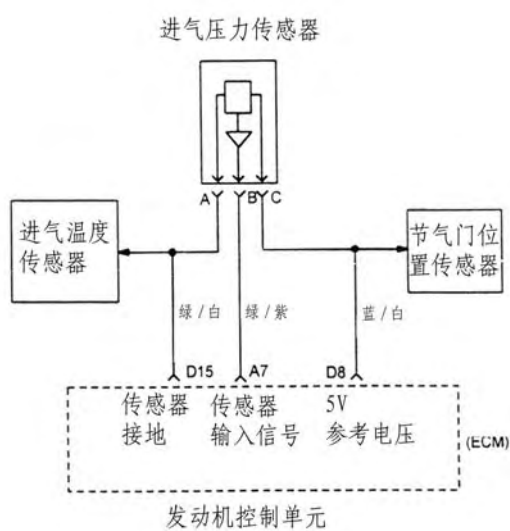 进气压力传感器
A B C
进气温度
传感器
节气门位
置传感器
绿/白 绿/紫 蓝/白
D15 A7 D8
传感器 传感器 5V
接地 输入信号 参考电压
(ECM)
发动机控制单元